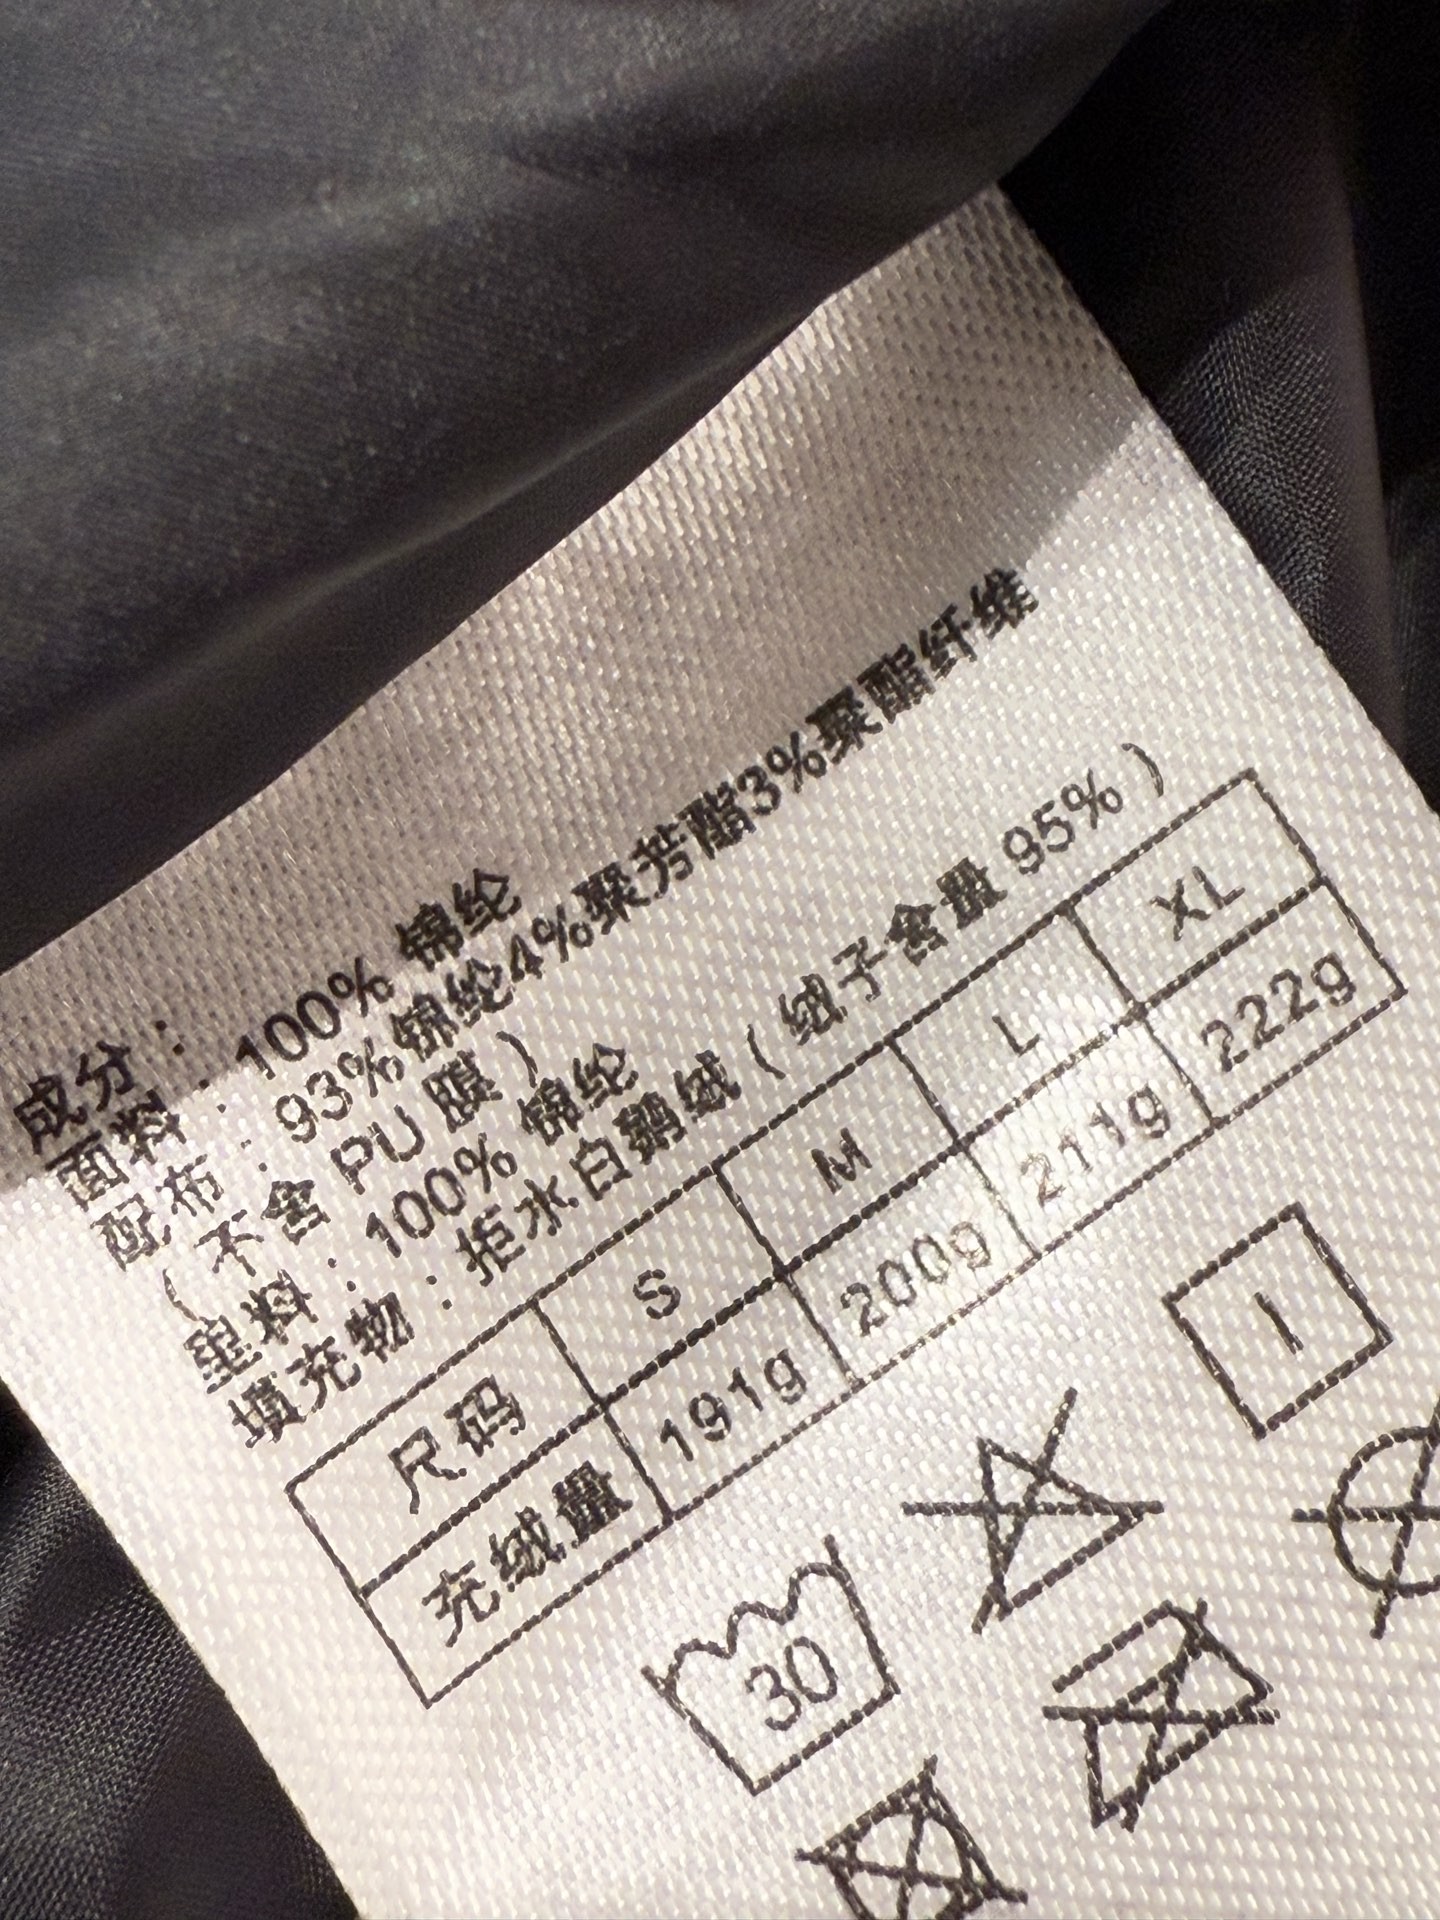 成分：
面料：100% 锦纶
配布：93%锦纶4%聚芳酯3%聚酯纤维
（不含 PU 膜）
里料：100% 锦纶
填充物：拒水白鹅绒（绒子含量 95%）
尺码 S M L XL
充绒量 191g 200g 211g 222g
30